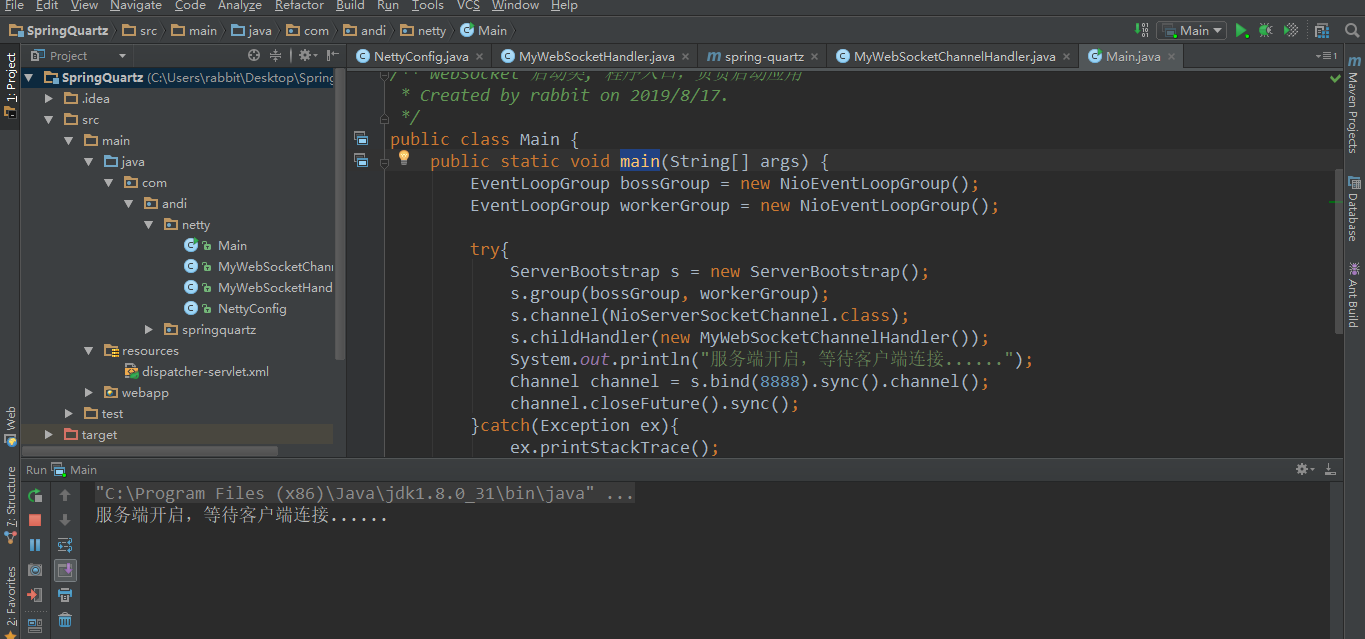 File Edit View Navigate Code Analyze Refactor Build Run Tools VCS Window Help
SpringQuartz src main java com andi netty Main
Main
Project
NettyConfig.java MyWebSocketHandler.java spring-quartz MyWebSocketChannelHandler.java Main.java
1: Project
SpringQuartz (C:\Users\rabbit\Desktop\Spring
.idea
src
main
java
com
andi
netty
Main
MyWebSocketChann
MyWebSocketHand
NettyConfig
springquartz
resources
dispatcher-servlet.xml
webapp
test
target
Web
7: Structure
2: Favorites
/** WebSocket 启动类, 程序入口，负责启动应用
* Created by rabbit on 2019/8/17.
*/
public class Main {
public static void main(String[] args) {
EventLoopGroup bossGroup = new NioEventLoopGroup();
EventLoopGroup workerGroup = new NioEventLoopGroup();
try{
ServerBootstrap s = new ServerBootstrap();
s.group(bossGroup, workerGroup);
s.channel(NioServerSocketChannel.class);
s.childHandler(new MyWebSocketChannelHandler());
System.out.println("服务端开启，等待客户端连接......");
Channel channel = s.bind(8888).sync().channel();
channel.closeFuture().sync();
}catch(Exception ex){
ex.printStackTrace();
Maven Projects
Database
Ant Build
Run Main
"C:\Program Files (x86)\Java\jdk1.8.0_31\bin\java" ...
服务端开启，等待客户端连接......